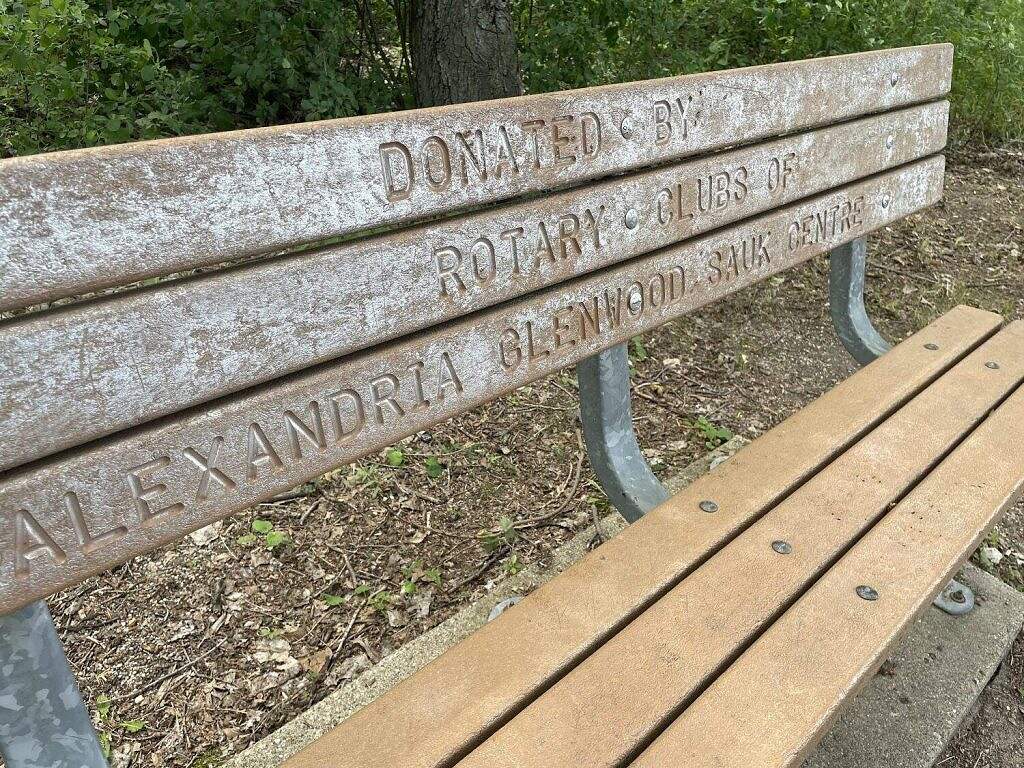 DONATED BY:
ROTARY CLUBS OF
ALEXANDRIA GLENWOOD SAUK CENTRE